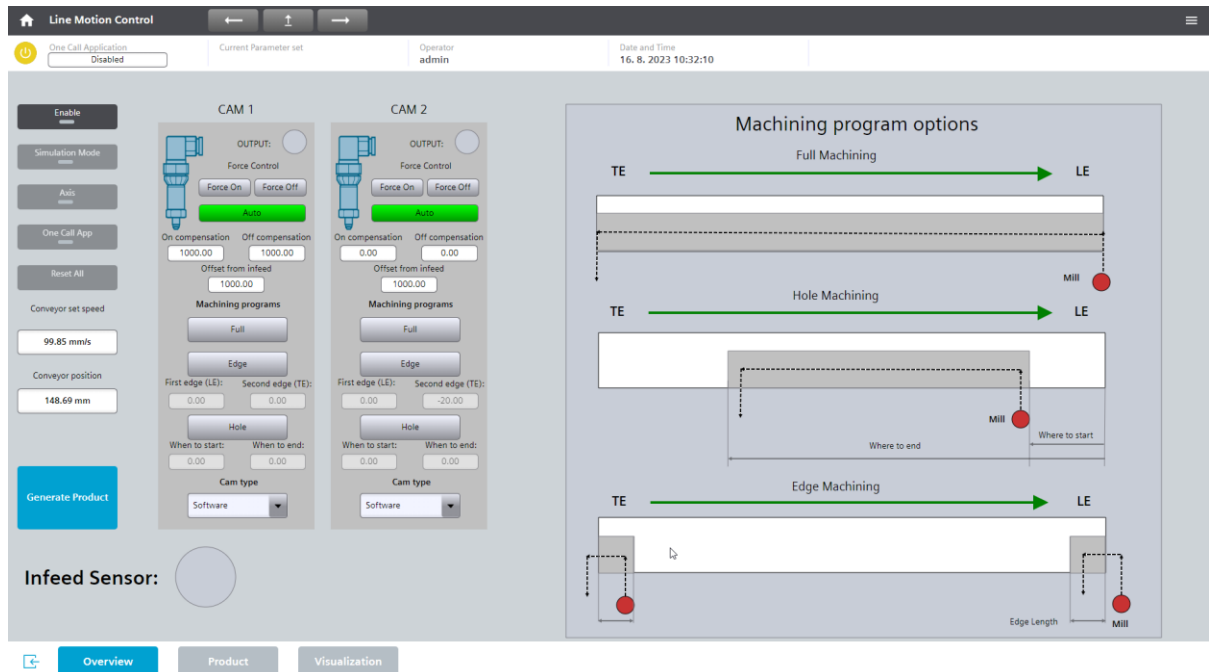 Line Motion Control
One Call Application
Disabled
Current Parameter set
Operator
admin
Date and Time
16. 8. 2023 10:32:10
Enable
Simulation Mode
Axis
One Call App
Reset All
Conveyor set speed
99.85 mm/s
Conveyor position
148.69 mm
Generate Product
Infeed Sensor:
CAM 1
OUTPUT:
Force Control
Force On Force Off
Auto
On compensation Off compensation
1000.00 1000.00
Offset from infeed
1000.00
Machining programs
Full
Edge
First edge (LE): Second edge (TE):
0.00 0.00
Hole
When to start: When to end:
0.00 0.00
Cam type
Software
CAM 2
OUTPUT:
Force Control
Force On Force Off
Auto
On compensation Off compensation
0.00 0.00
Offset from infeed
1000.00
Machining programs
Full
Edge
First edge (LE): Second edge (TE):
0.00 -20.00
Hole
When to start: When to end:
0.00 0.00
Cam type
Software
Machining program options
Full Machining
TE LE
Mill
Hole Machining
TE LE
Mill
Where to start
Where to end
Edge Machining
TE LE
Edge Length
Mill
Overview Product Visualization